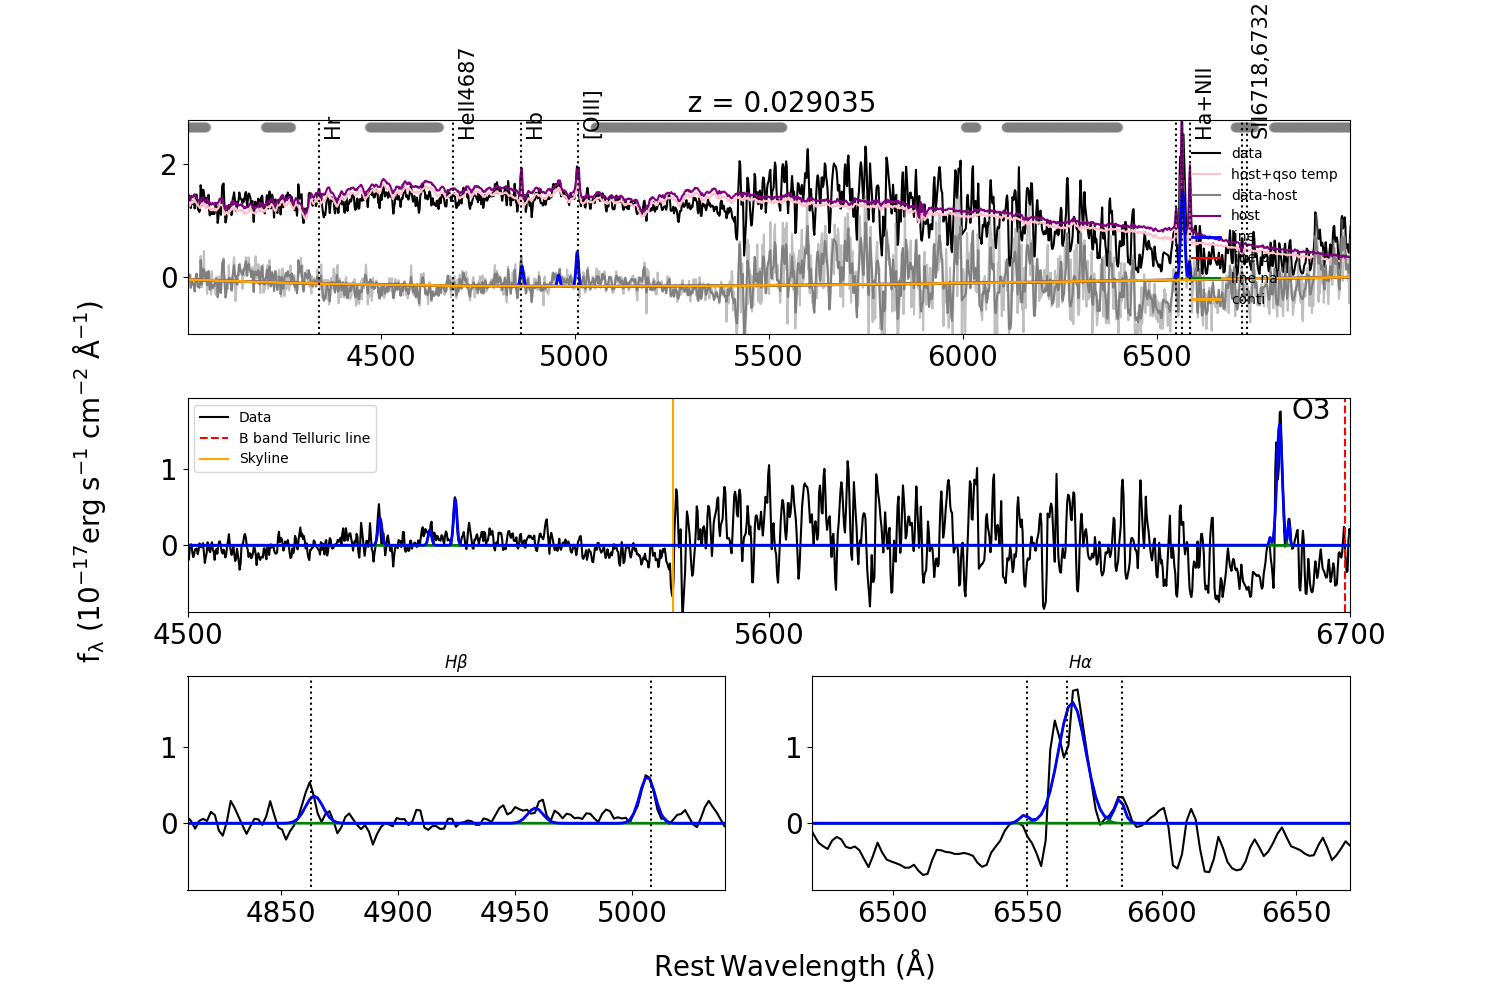 z = 0.029035
Hr
HeII4687
Hb
[OIII]
Ha+NII
SII6718,6732
data
host+qso temp
data-host
host
line
line na
conti
2
0
4500
5000
5500
6000
6500
fλ (10−17erg s−1 cm−2 Å−1)
Data
B band Telluric line
Skyline
O3
1
0
4500
5600
6700
Hβ
Hα
1
0
4850
4900
4950
5000
1
0
6500
6550
6600
6650
Rest Wavelength (Å)